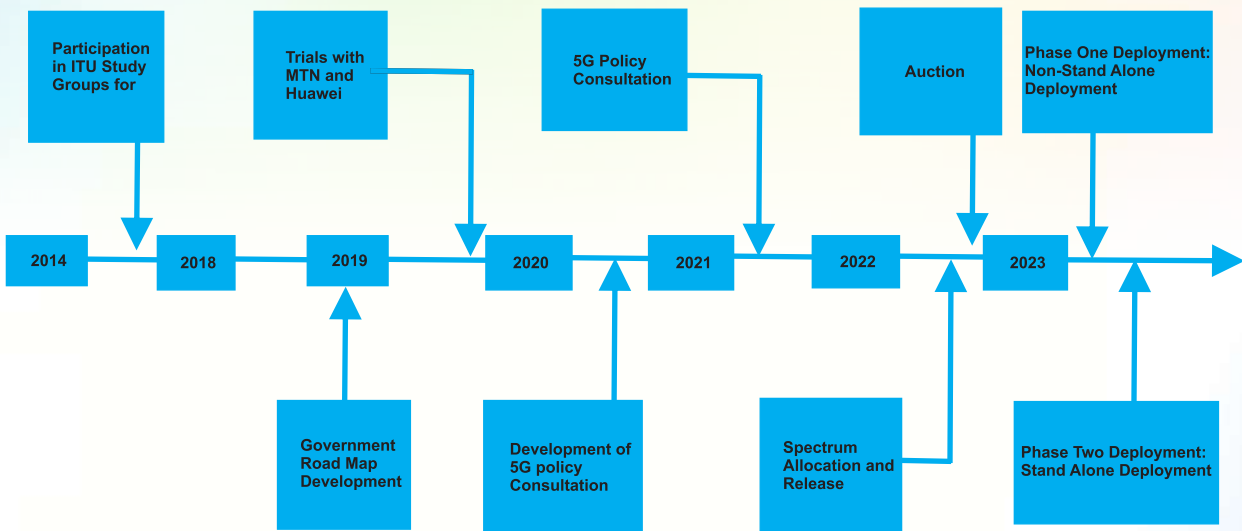 Participation
in ITU Study
Groups for
Trials with
MTN and
Huawei
5G Policy
Consultation
Auction
Phase One Deployment:
Non-Stand Alone
Deployment
2014
2018
2019
2020
2021
2022
2023
Government
Road Map
Development
Development of
5G policy
Consultation
Spectrum
Allocation and
Release
Phase Two Deployment:
Stand Alone Deployment